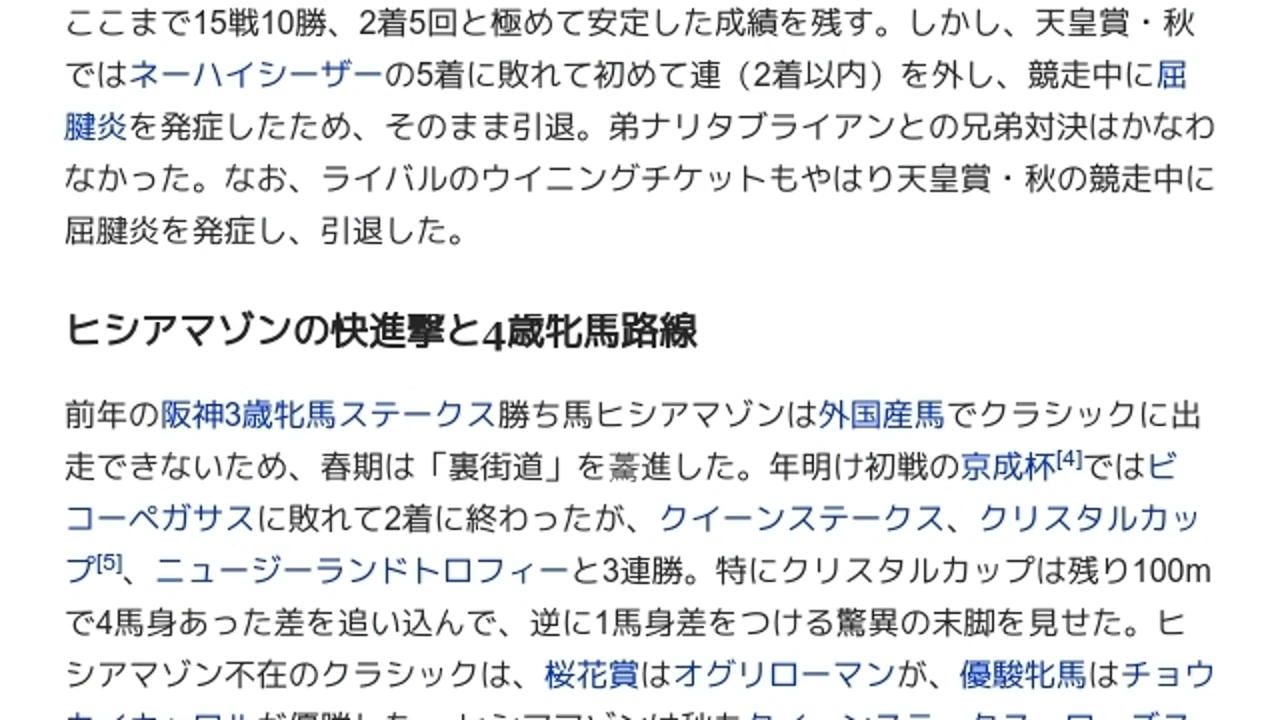 ここまで15戦10勝、2着5回と極めて安定した成績を残す。しかし、天皇賞・秋
ではネーハイシーザーの5着に敗れて初めて連（2着以内）を外し、競走中に屈
腱炎を発症したため、そのまま引退。弟ナリタブライアンとの兄弟対決はかなわ
なかった。なお、ライバルのウイニングチケットもやはり天皇賞・秋の競走中に
屈腱炎を発症し、引退した。
ヒシアマゾンの快進撃と4歳牝馬路線
前年の阪神3歳牝馬ステークス勝ち馬ヒシアマゾンは外国産馬でクラシックに出
走できないため、春期は「裏街道」を驀進した。年明け初戦の京成杯[4]ではビ
コーペガサスに敗れて2着に終わったが、クイーンステークス、クリスタルカッ
プ[5]、ニュージーランドトロフィーと3連勝。特にクリスタルカップは残り100m
で4馬身あった差を追い込んで、逆に1馬身差をつける驚異の末脚を見せた。ヒ
シアマゾン不在のクラシックは、桜花賞はオグリローマンが、優駿牝馬はチョウ